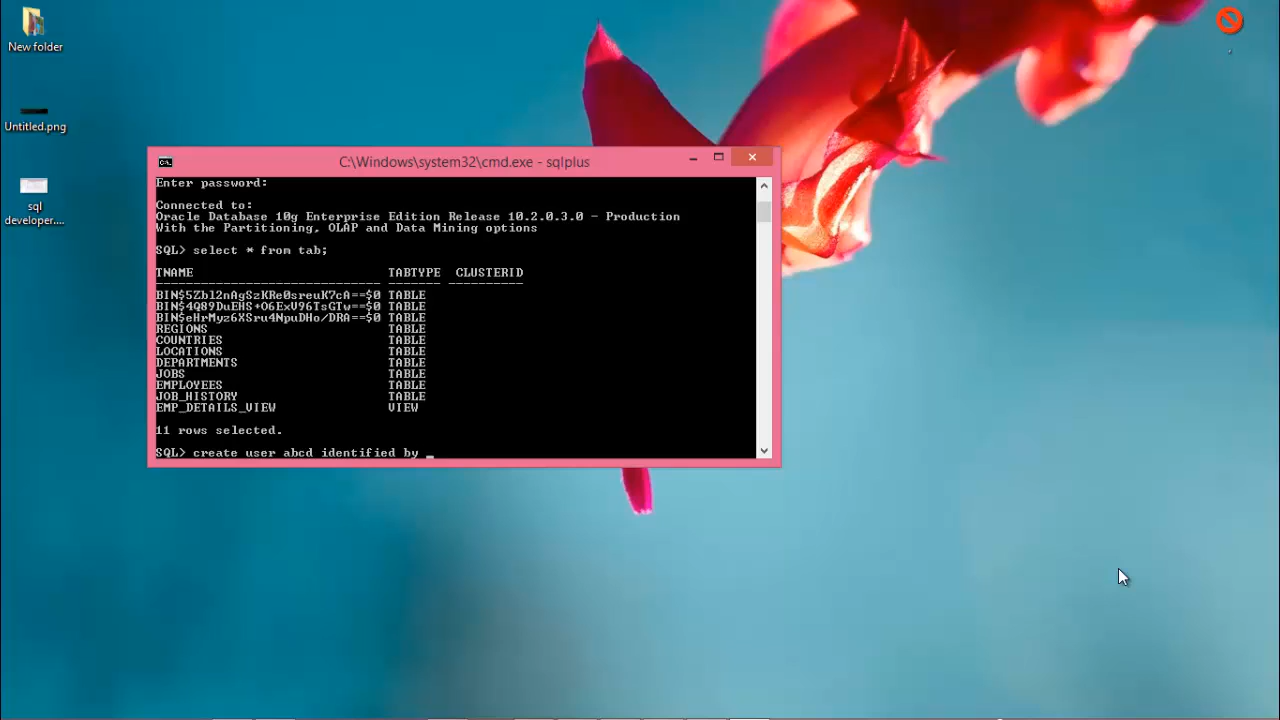 New folder
Untitled.png
sql
developer....
C:\Windows\system32\cmd.exe - sqlplus
Enter password:
Connected to:
Oracle Database 10g Enterprise Edition Release 10.2.0.3.0 - Production
With the Partitioning, OLAP and Data Mining options
SQL> select * from tab;
TNAME TABTYPE CLUSTERID
------------------------------ ------- ----------
BIN$5Zbl2nAgSzKRe0sreuK7cA==$0 TABLE
BIN$4Q89DuEHS+O6ExV96TsGTw==$0 TABLE
BIN$eHrMyz6XSru4NpuDHo/DRA==$0 TABLE
REGIONS TABLE
COUNTRIES TABLE
LOCATIONS TABLE
DEPARTMENTS TABLE
JOBS TABLE
EMPLOYEES TABLE
JOB_HISTORY TABLE
EMP_DETAILS_VIEW VIEW
11 rows selected.
SQL> create user abcd identified by _